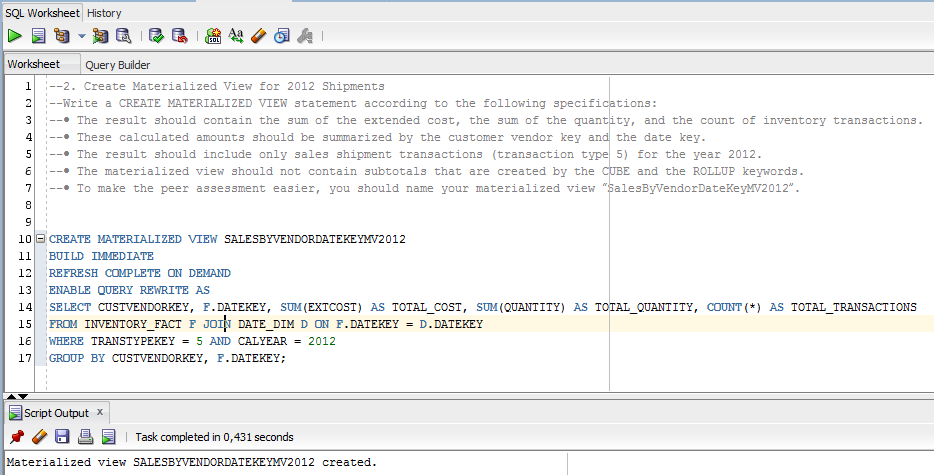 SQL Worksheet History
Worksheet Query Builder
1 --2. Create Materialized View for 2012 Shipments
2 --Write a CREATE MATERIALIZED VIEW statement according to the following specifications:
3 --• The result should contain the sum of the extended cost, the sum of the quantity, and the count of inventory transactions.
4 --• These calculated amounts should be summarized by the customer vendor key and the date key.
5 --• The result should include only sales shipment transactions (transaction type 5) for the year 2012.
6 --• The materialized view should not contain subtotals that are created by the CUBE and the ROLLUP keywords.
7 --• To make the peer assessment easier, you should name your materialized view “SalesByVendorDateKeyMV2012”.
8
9
10 CREATE MATERIALIZED VIEW SALESBYVENDORDATEKEYMV2012
11 BUILD IMMEDIATE
12 REFRESH COMPLETE ON DEMAND
13 ENABLE QUERY REWRITE AS
14 SELECT CUSTVENDORKEY, F.DATEKEY, SUM(EXTCOST) AS TOTAL_COST, SUM(QUANTITY) AS TOTAL_QUANTITY, COUNT(*) AS TOTAL_TRANSACTIONS
15 FROM INVENTORY_FACT F JOIN DATE_DIM D ON F.DATEKEY = D.DATEKEY
16 WHERE TRANSTYPEKEY = 5 AND CALYEAR = 2012
17 GROUP BY CUSTVENDORKEY, F.DATEKEY;
Script Output x
Task completed in 0,431 seconds
Materialized view SALESBYVENDORDATEKEYMV2012 created.